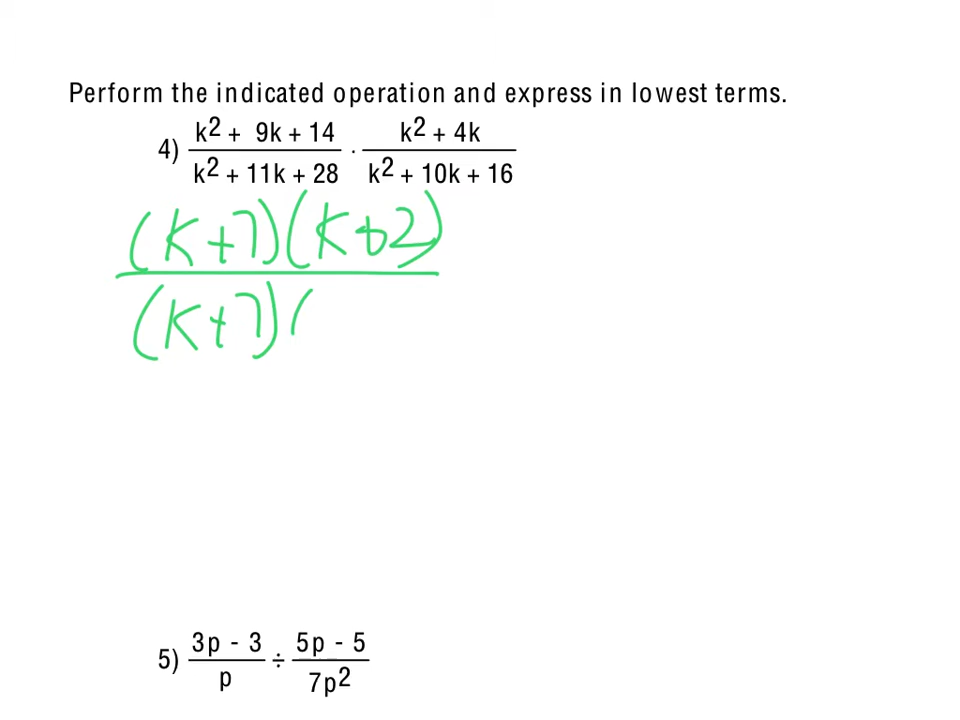 Perform the indicated operation and express in lowest terms.
4) (k² + 9k + 14)/(k² + 11k + 28) · (k² + 4k)/(k² + 10k + 16)
(K+7)(K+2)
(K+7)(
5) (3p - 3)/p ÷ (5p - 5)/(7p²)